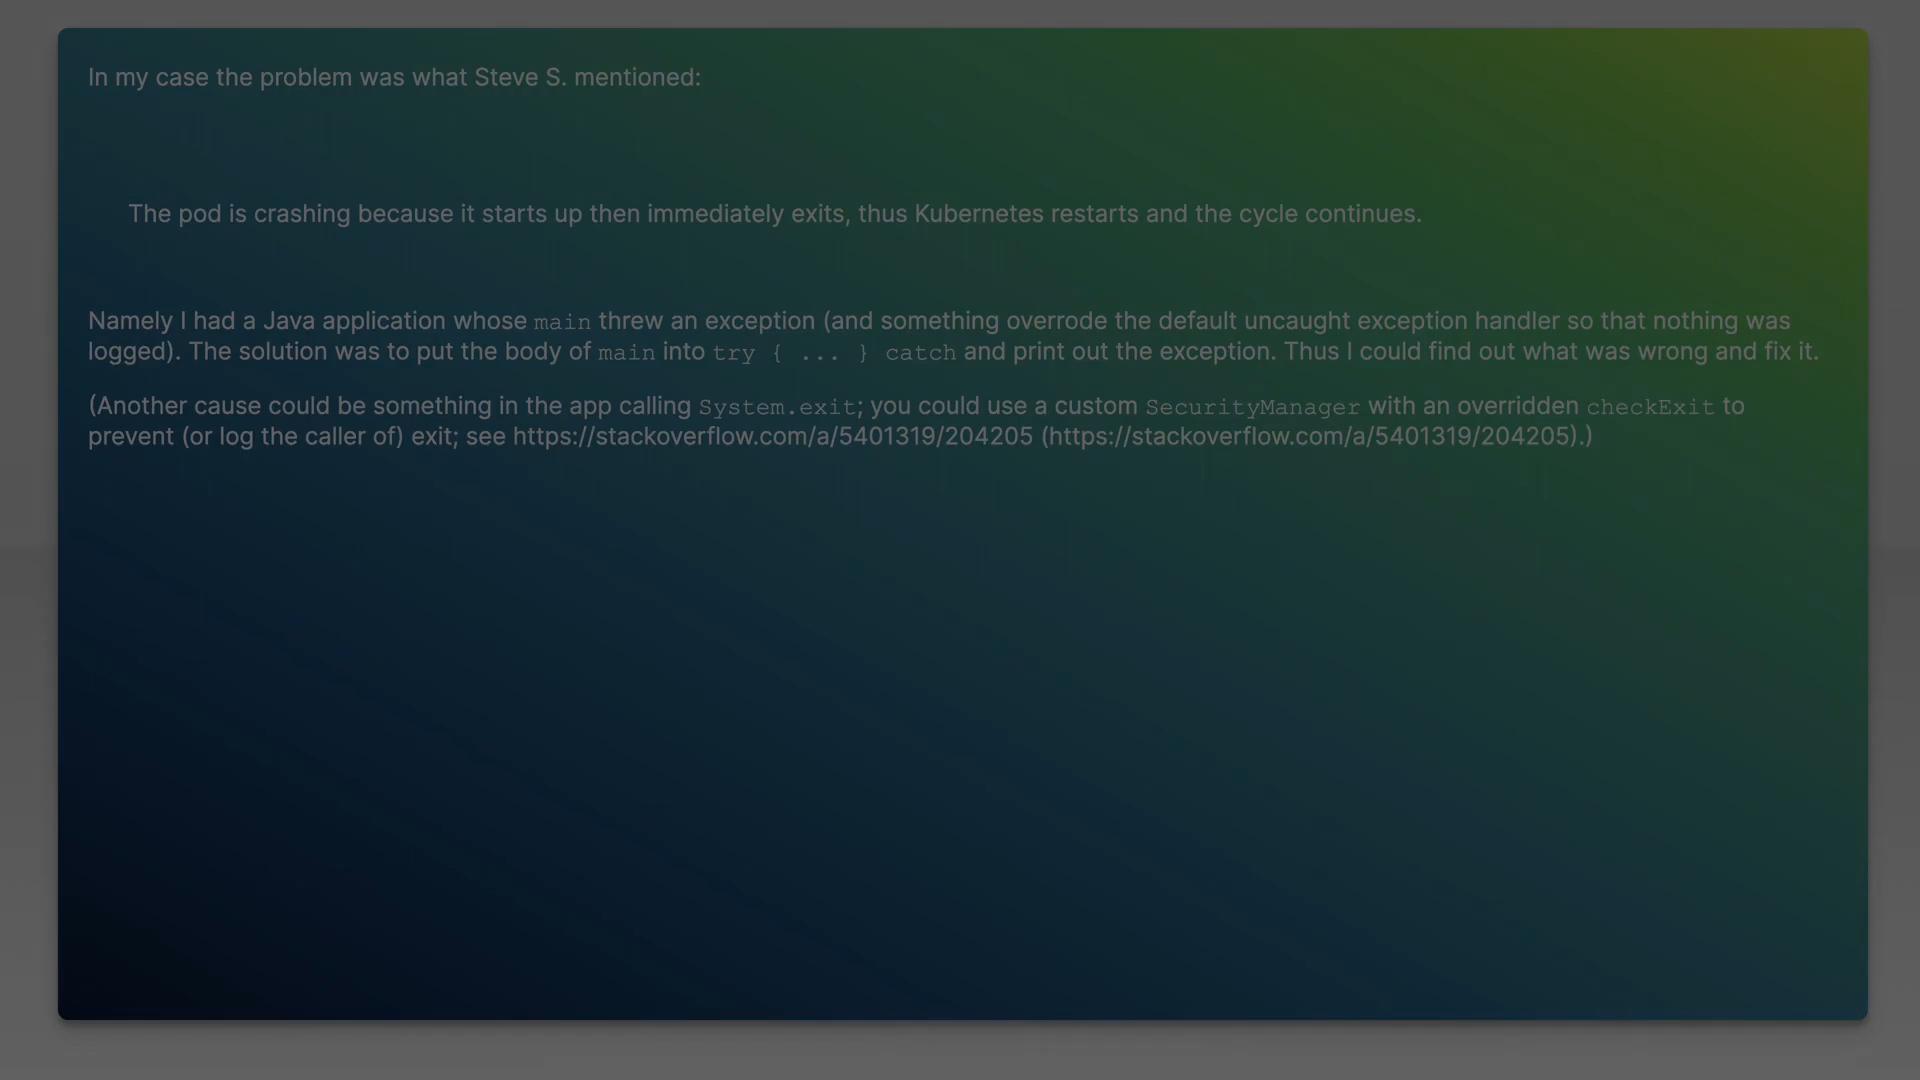 In my case the problem was what Steve S. mentioned:
The pod is crashing because it starts up then immediately exits, thus Kubernetes restarts and the cycle continues.
Namely I had a Java application whose main threw an exception (and something overrode the default uncaught exception handler so that nothing was
logged). The solution was to put the body of main into try { ... } catch and print out the exception. Thus I could find out what was wrong and fix it.
(Another cause could be something in the app calling System.exit; you could use a custom SecurityManager with an overridden checkExit to
prevent (or log the caller of) exit; see https://stackoverflow.com/a/5401319/204205 (https://stackoverflow.com/a/5401319/204205).)